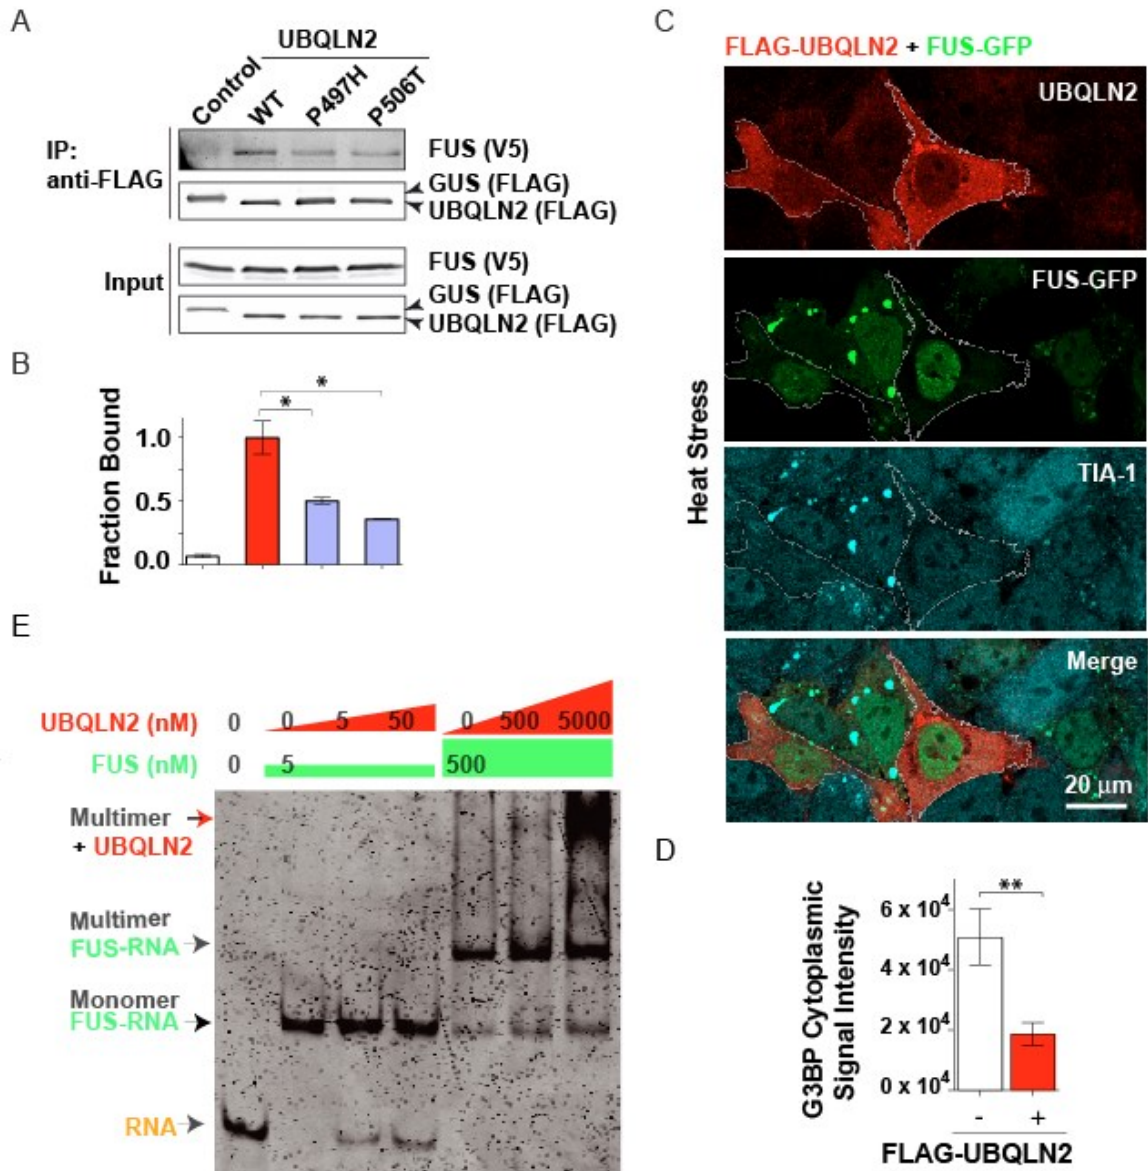 A
UBQLN2
Control WT P497H P506T
IP:
anti-FLAG
FUS (V5)
GUS (FLAG)
UBQLN2 (FLAG)
Input
FUS (V5)
GUS (FLAG)
UBQLN2 (FLAG)
B
Fraction Bound
1.0
0.5
0.0
*
*
C
FLAG-UBQLN2 + FUS-GFP
Heat Stress
UBQLN2
FUS-GFP
TIA-1
Merge
20 μm
D
G3BP Cytoplasmic
Signal Intensity
6 x 10⁴
4 x 10⁴
2 x 10⁴
0 x 10⁴
**
- +
FLAG-UBQLN2
E
UBQLN2 (nM) 0 0 5 50 0 500 5000
FUS (nM) 0 5 500
Multimer
+ UBQLN2
Multimer
FUS-RNA
Monomer
FUS-RNA
RNA